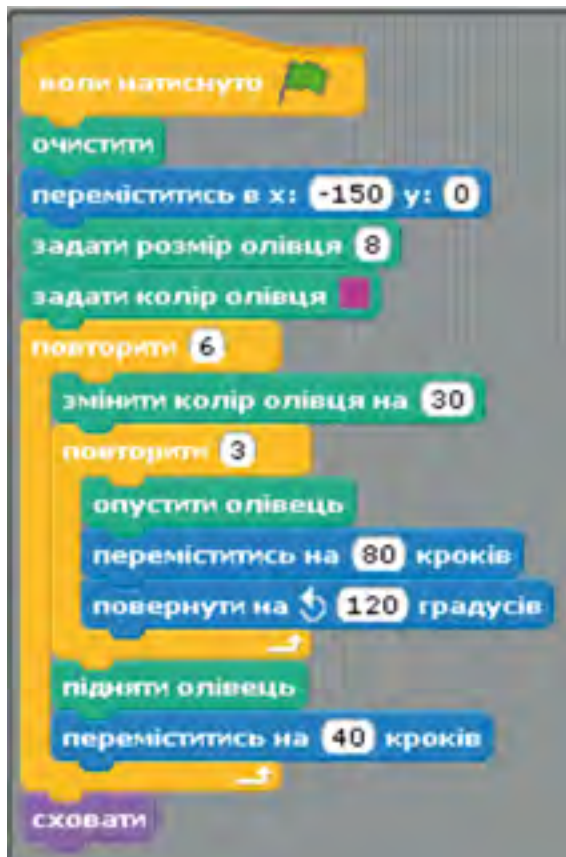 коли натиснуто
очистити
переміститись в x: -150 y: 0
задати розмір олівця 8
задати колір олівця
повторити 6
змінити колір олівця на 30
повторити 3
опустити олівець
переміститись на 80 кроків
повернути на 120 градусів
підняти олівець
переміститись на 40 кроків
сховати